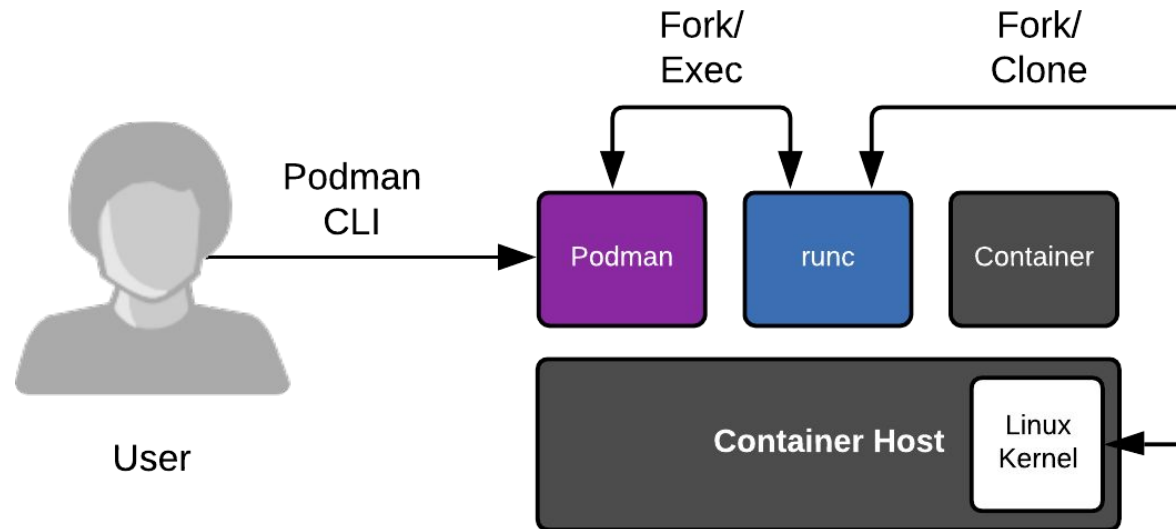 Fork/
Exec
Fork/
Clone
Podman
CLI
Podman
runc
Container
Container Host
Linux
Kernel
User